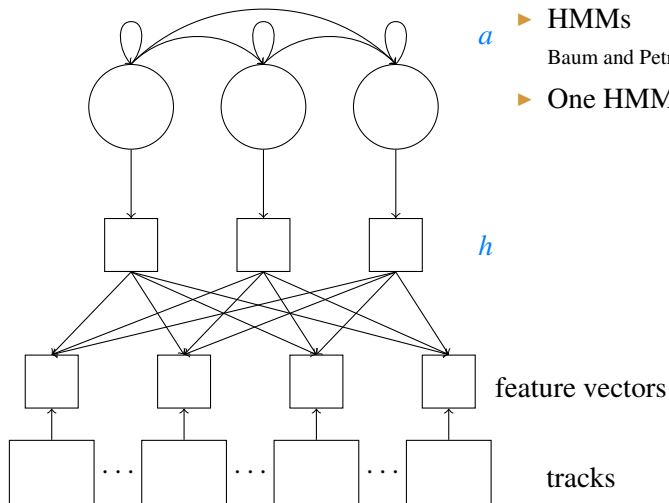 a
▸ HMMs
Baum and Petr
▸ One HMM
h
feature vectors
... ... ...
tracks